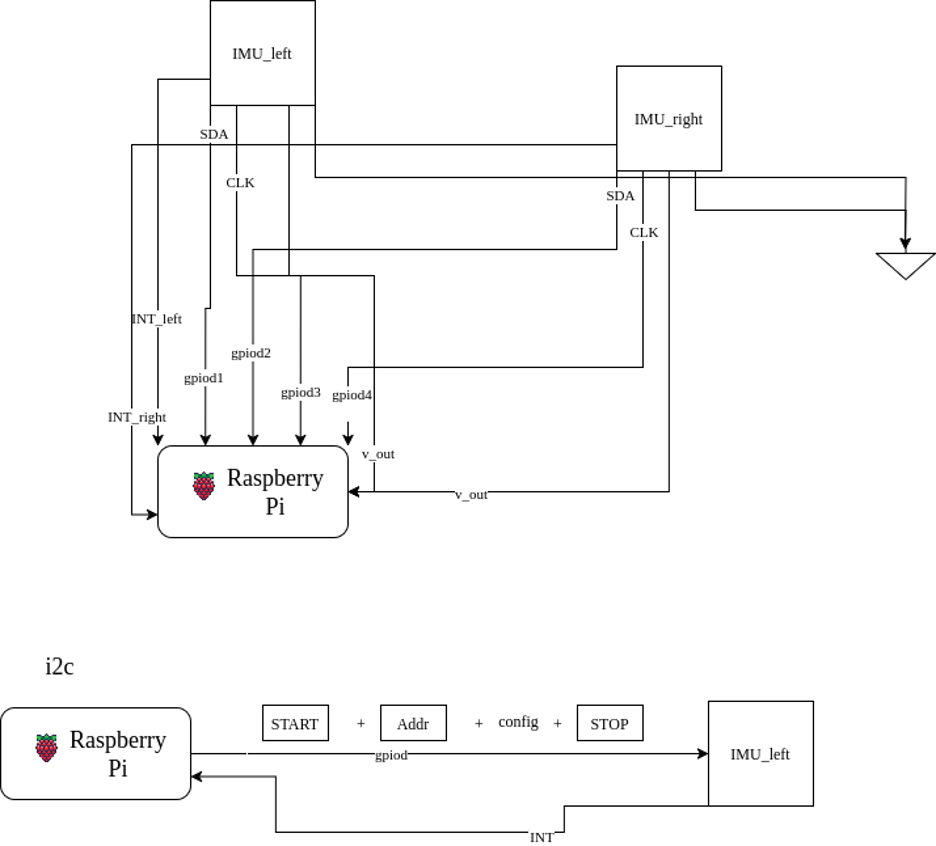 IMU_left
IMU_right
SDA
CLK
SDA
CLK
INT_left
gpiod2
gpiod1
gpiod3
gpiod4
INT_right
v_out
Raspberry
Pi
v_out
i2c
START + Addr + config + STOP
Raspberry
Pi
gpiod
IMU_left
INT